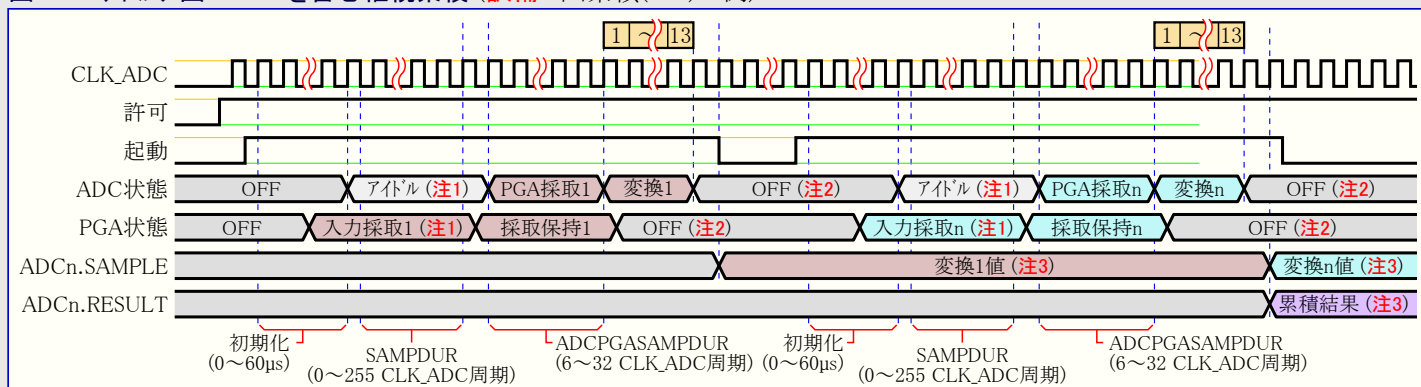 1 ～ 13 1 ～ 13
CLK_ADC
許可
起動
ADC状態 OFF アイドル (注1) PGA採取1 変換1 OFF (注2) アイドル (注1) PGA採取n 変換n OFF (注2)
PGA状態 OFF 入力採取1 (注1) 採取保持1 OFF (注2) 入力採取n (注1) 採取保持n OFF (注2)
ADCn.SAMPLE 変換1値 (注3) 変換n値 (注3)
ADCn.RESULT 累積結果 (注3)
初期化
(0～60µs)
SAMPDUR
(0～255 CLK_ADC周期)
ADCPGASAMPDUR
(6～32 CLK_ADC周期)
初期化
(0～60µs)
SAMPDUR
(0～255 CLK_ADC周期)
ADCPGASAMPDUR
(6～32 CLK_ADC周期)